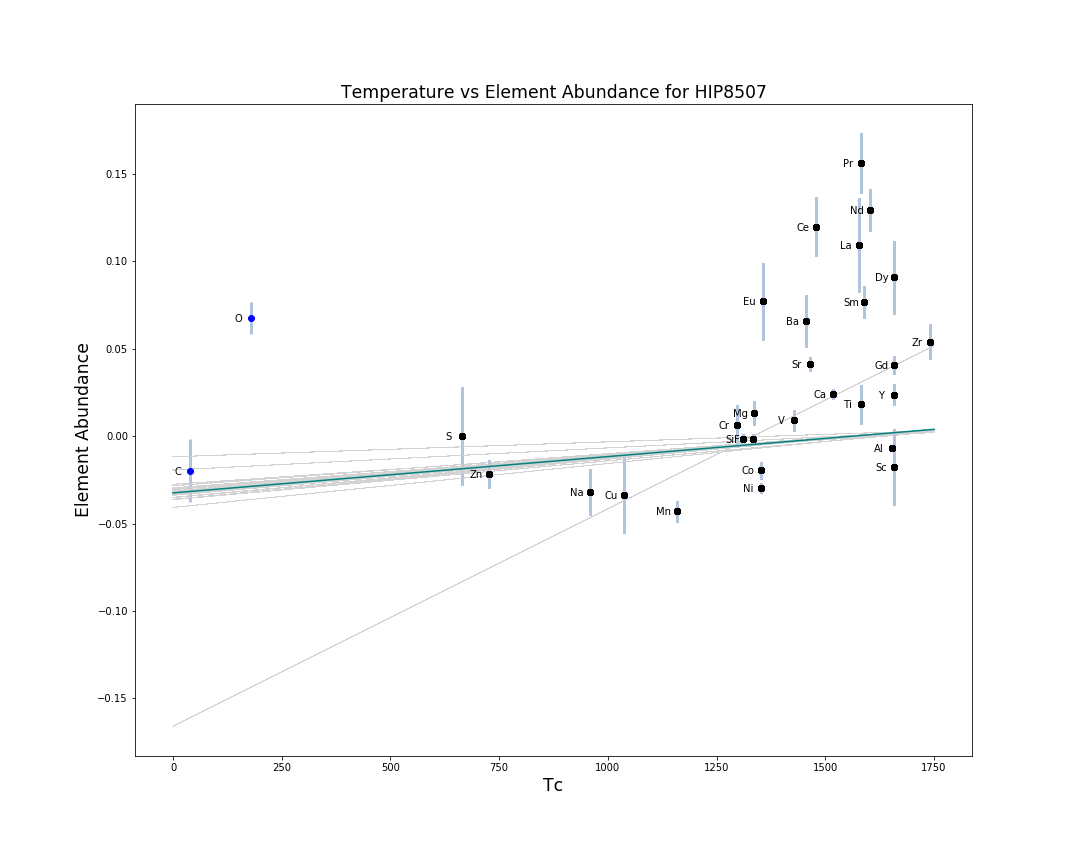 Temperature vs Element Abundance for HIP8507
Element Abundance
0.15
0.10
0.05
0.00
−0.05
−0.10
−0.15
Pr
Nd
Ce
La
Dy
Eu
Sm
O
Ba
Zr
Sr
Gd
Ca
Y
Ti
Mg
V
Cr
S
SiFe
Al
Sc
Co
C
Zn
Ni
Na
Cu
Mn
0 250 500 750 1000 1250 1500 1750
Tc